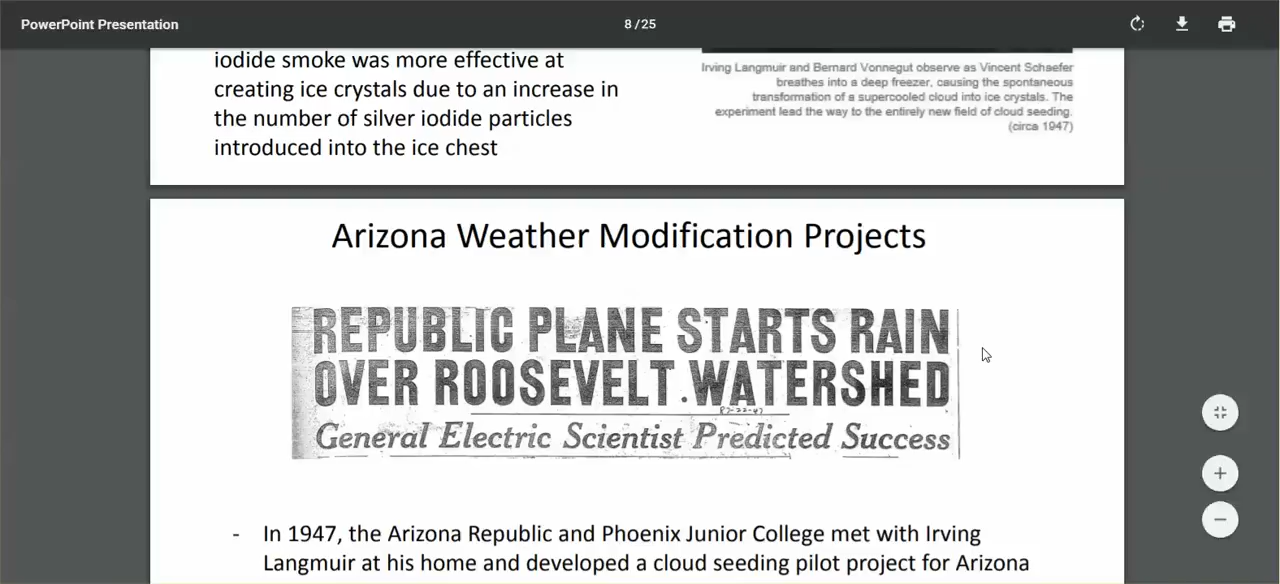 PowerPoint Presentation
8 / 25
iodide smoke was more effective at
creating ice crystals due to an increase in
the number of silver iodide particles
introduced into the ice chest
Irving Langmuir and Bernard Vonnegut observe as Vincent Schaefer
breathes into a deep freezer, causing the spontaneous
transformation of a supercooled cloud into ice crystals. The
experiment lead the way to the entirely new field of cloud seeding.
(circa 1947)
Arizona Weather Modification Projects
REPUBLIC PLANE STARTS RAIN
OVER ROOSEVELT WATERSHED
General Electric Scientist Predicted Success
- In 1947, the Arizona Republic and Phoenix Junior College met with Irving
Langmuir at his home and developed a cloud seeding pilot project for Arizona